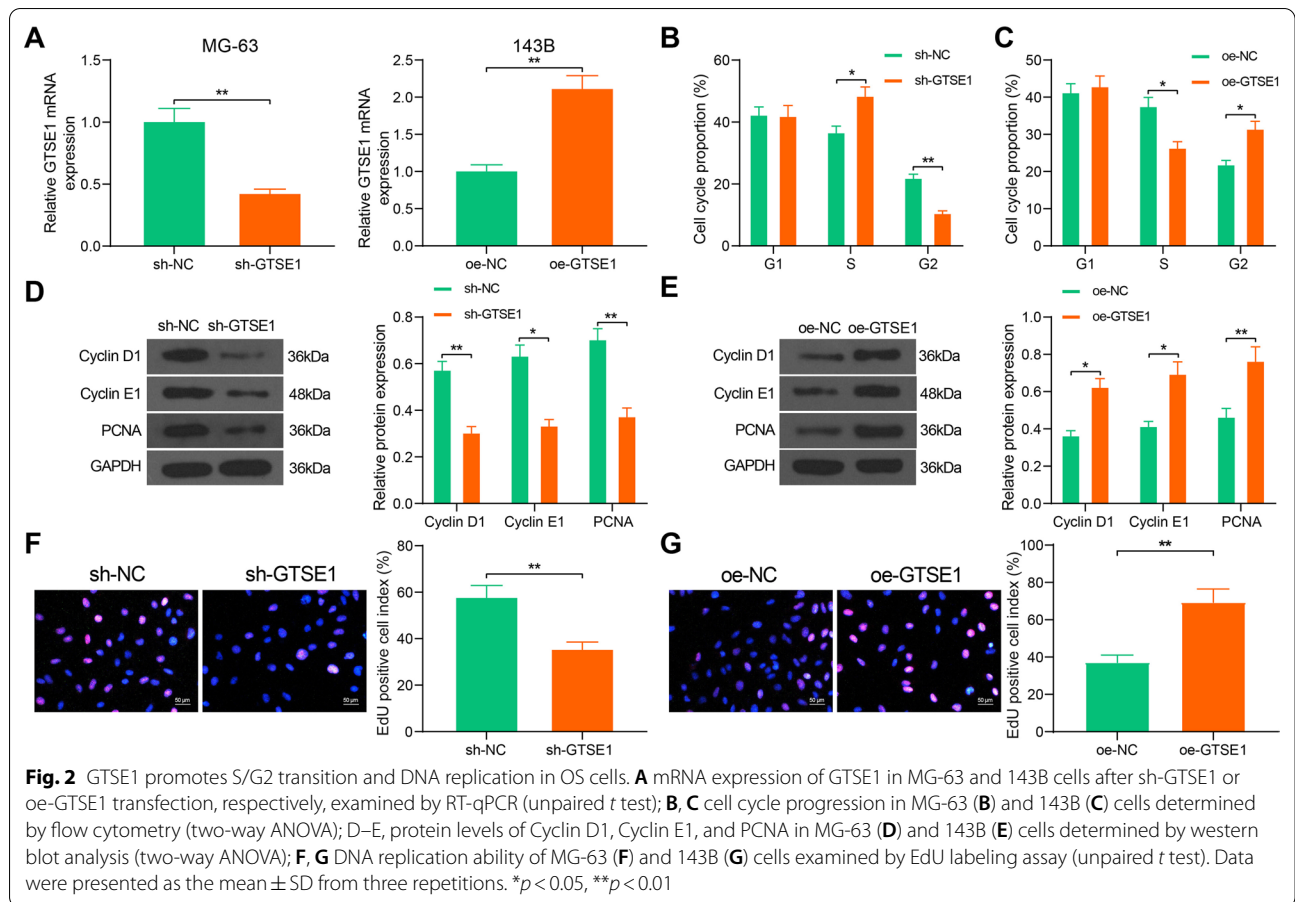 A
MG-63
143B
Relative GTSE1 mRNA
expression
1.5
1.0
0.5
0.0
**
sh-NC
sh-GTSE1
Relative GTSE1 mRNA
expression
2.5
2.0
1.5
1.0
0.5
0.0
**
oe-NC
oe-GTSE1
B
sh-NC
sh-GTSE1
Cell cycle proportion (%)
60
40
20
0
*
**
G1
S
G2
C
oe-NC
oe-GTSE1
Cell cycle proportion (%)
50
40
30
20
10
0
*
*
G1
S
G2
D
sh-NC sh-GTSE1
Cyclin D1 36kDa
Cyclin E1 48kDa
PCNA 36kDa
GAPDH 36kDa
sh-NC
sh-GTSE1
Relative protein expression
0.8
0.6
0.4
0.2
0.0
**
*
**
Cyclin D1
Cyclin E1
PCNA
E
oe-NC oe-GTSE1
Cyclin D1 36kDa
Cyclin E1 48kDa
PCNA 36kDa
GAPDH 36kDa
oe-NC
oe-GTSE1
Relative protein expression
1.0
0.8
0.6
0.4
0.2
0.0
*
*
**
Cyclin D1
Cyclin E1
PCNA
F
sh-NC
sh-GTSE1
50 μm
50 μm
EdU positive cell index (%)
80
60
40
20
0
**
sh-NC
sh-GTSE1
G
oe-NC
oe-GTSE1
50 μm
50 μm
EdU positive cell index (%)
100
80
60
40
20
0
**
oe-NC
oe-GTSE1
Fig. 2 GTSE1 promotes S/G2 transition and DNA replication in OS cells. A mRNA expression of GTSE1 in MG-63 and 143B cells after sh-GTSE1 or
oe-GTSE1 transfection, respectively, examined by RT-qPCR (unpaired t test); B, C cell cycle progression in MG-63 (B) and 143B (C) cells determined
by flow cytometry (two-way ANOVA); D–E, protein levels of Cyclin D1, Cyclin E1, and PCNA in MG-63 (D) and 143B (E) cells determined by western
blot analysis (two-way ANOVA); F, G DNA replication ability of MG-63 (F) and 143B (G) cells examined by EdU labeling assay (unpaired t test). Data
were presented as the mean ± SD from three repetitions. *p < 0.05, **p < 0.01